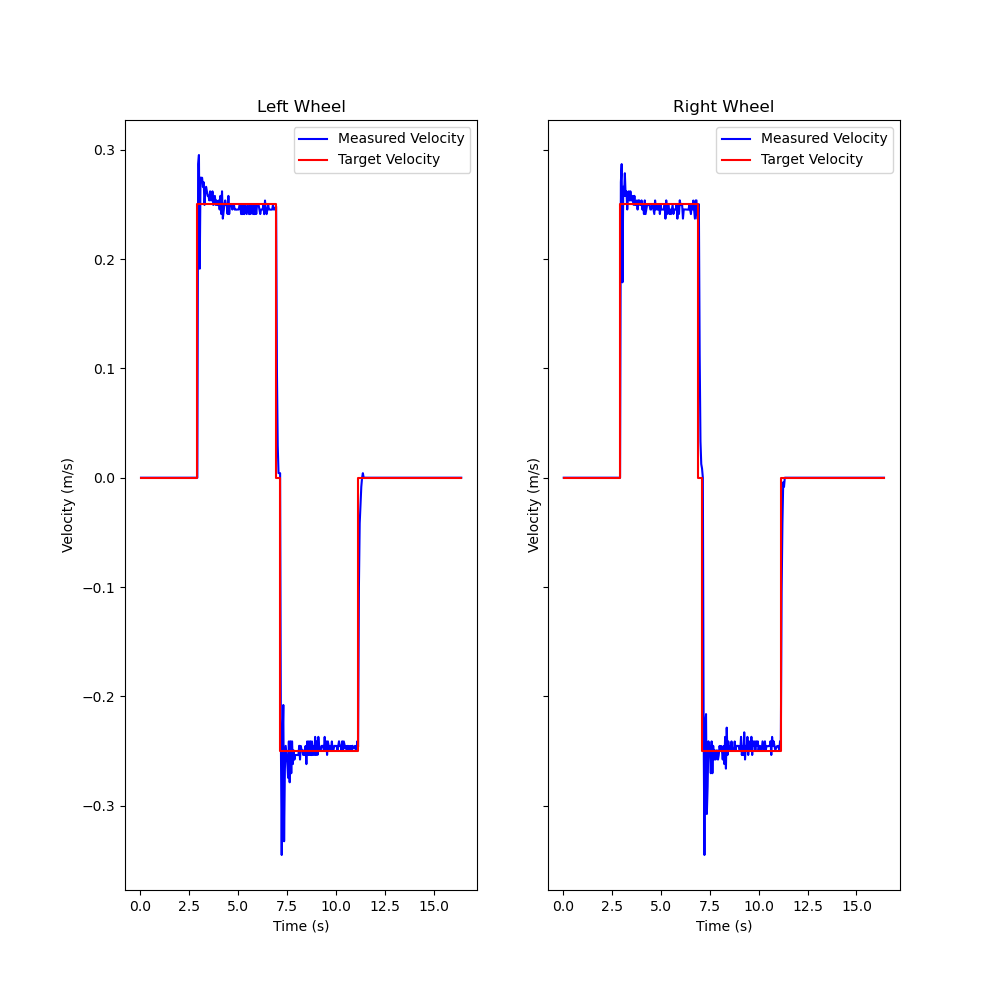 Left Wheel
Measured Velocity
Target Velocity
0.3
0.2
0.1
0.0
−0.1
−0.2
−0.3
Velocity (m/s)
0.0 2.5 5.0 7.5 10.0 12.5 15.0
Time (s)
Right Wheel
Measured Velocity
Target Velocity
Velocity (m/s)
0.0 2.5 5.0 7.5 10.0 12.5 15.0
Time (s)